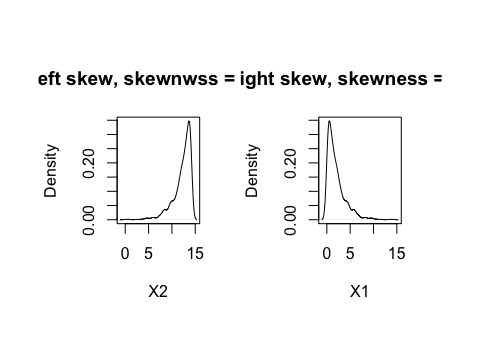 eft skew, skewnwss =
ight skew, skewness =
Density
0.00 0.20
0 5 15
X2
Density
0.00 0.20
0 5 15
X1